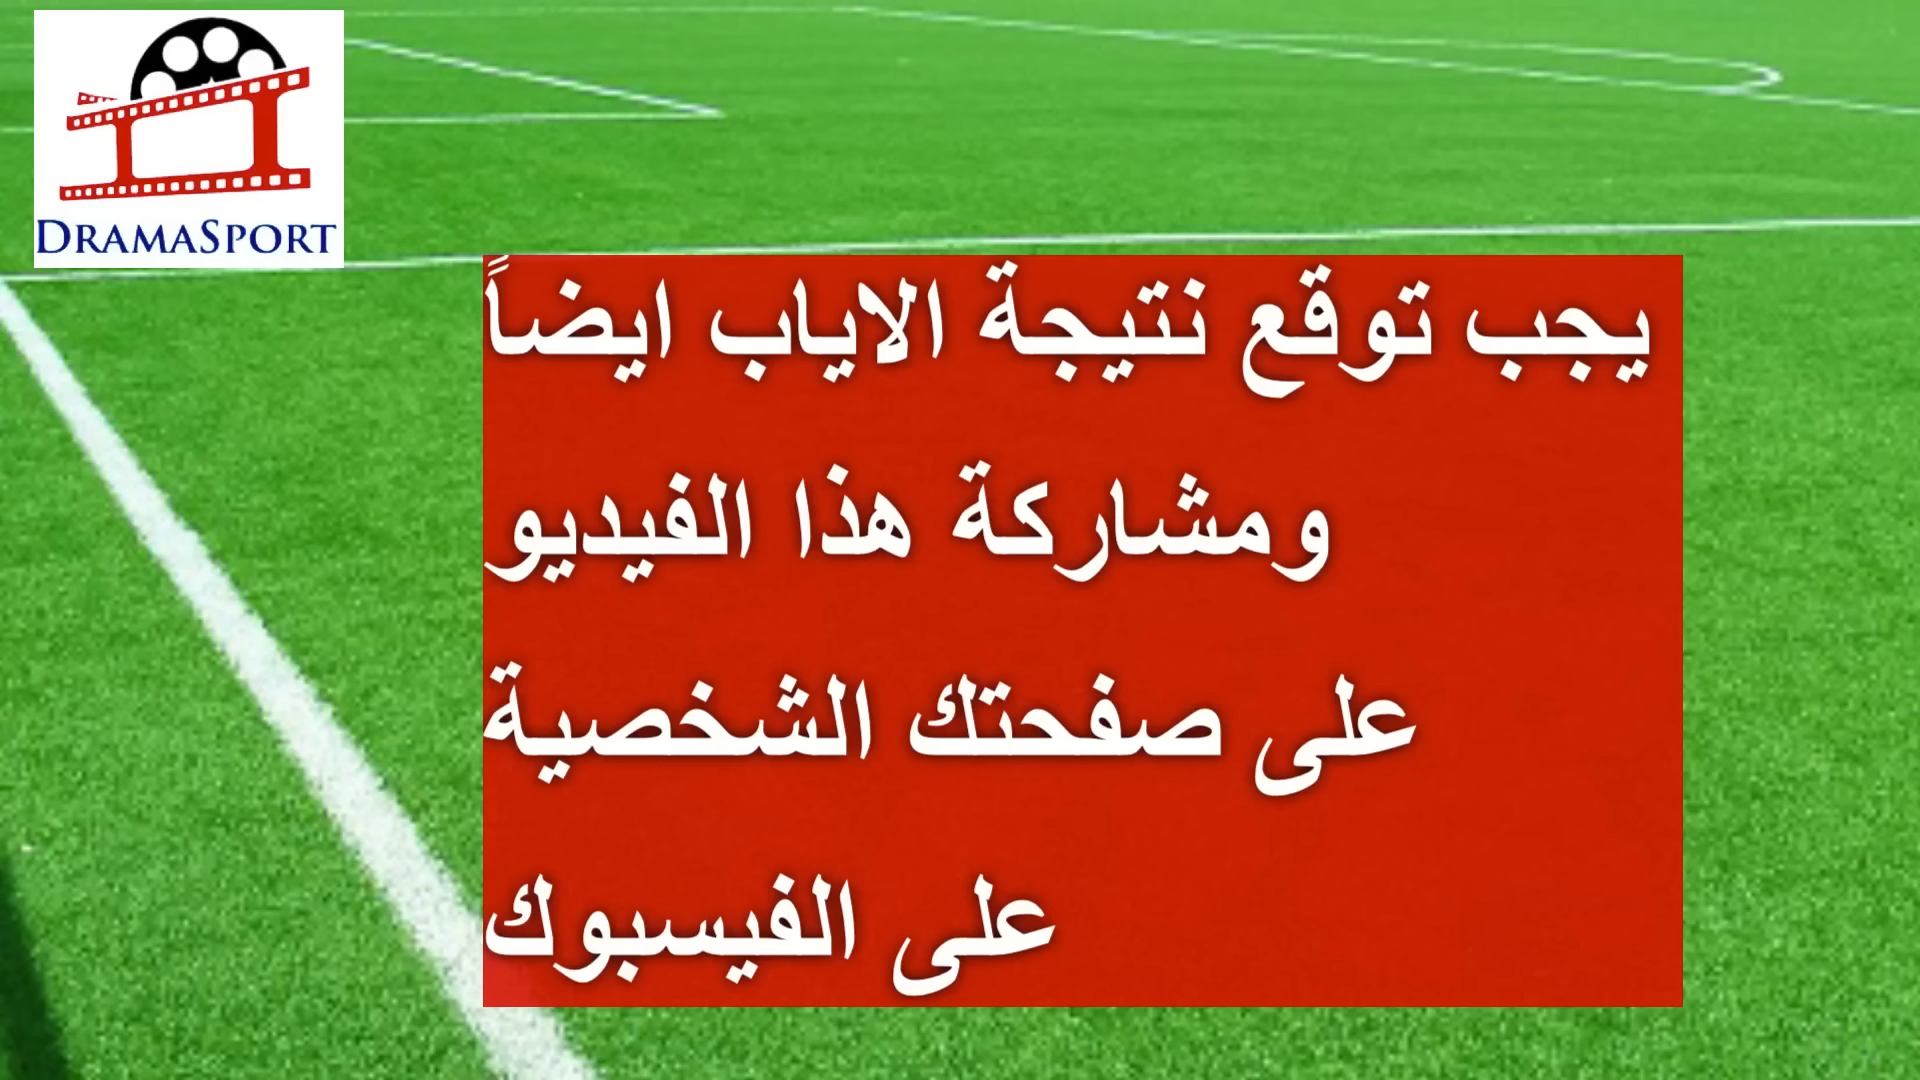 DRAMASPORT
يجب توقع نتيجة الاياب ايضاً
ومشاركة هذا الفيديو
على صفحتك الشخصية
على الفيسبوك